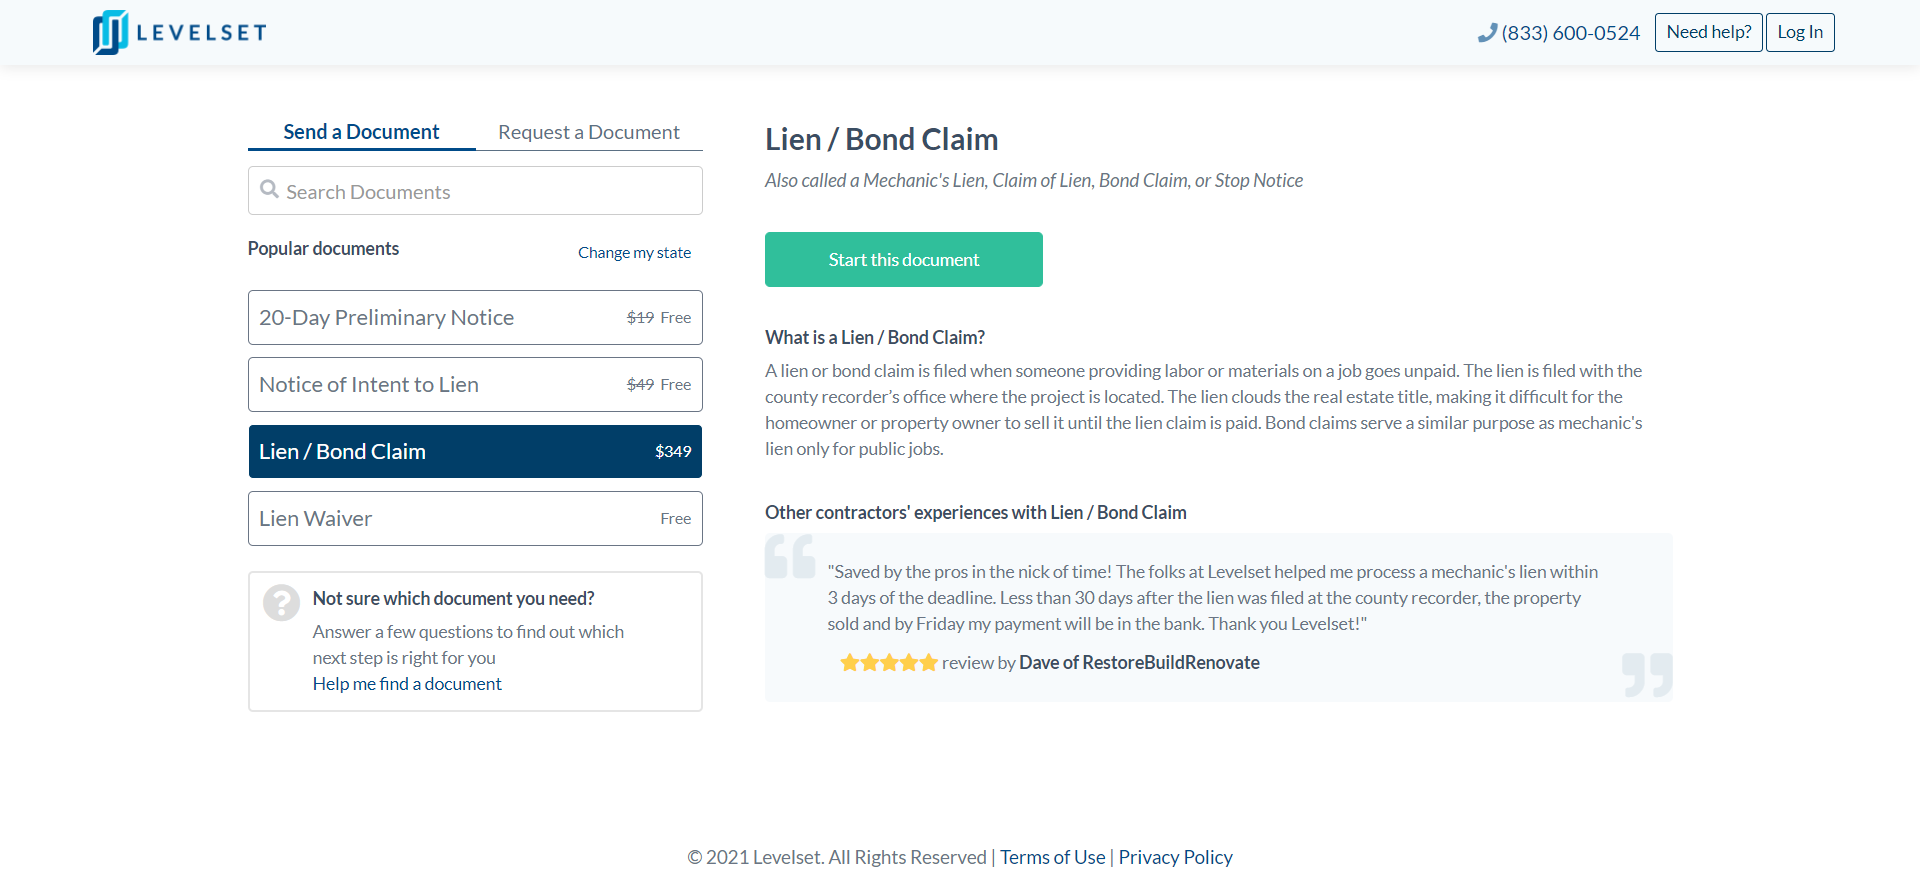 LEVELSET
(833) 600-0524
Need help?
Log In
Send a Document
Request a Document
Search Documents
Popular documents
Change my state
20-Day Preliminary Notice
$19 Free
Notice of Intent to Lien
$49 Free
Lien / Bond Claim
$349
Lien Waiver
Free
Not sure which document you need?
Answer a few questions to find out which
next step is right for you
Help me find a document
Lien / Bond Claim
Also called a Mechanic's Lien, Claim of Lien, Bond Claim, or Stop Notice
Start this document
What is a Lien / Bond Claim?
A lien or bond claim is filed when someone providing labor or materials on a job goes unpaid. The lien is filed with the
county recorder’s office where the project is located. The lien clouds the real estate title, making it difficult for the
homeowner or property owner to sell it until the lien claim is paid. Bond claims serve a similar purpose as mechanic's
lien only for public jobs.
Other contractors' experiences with Lien / Bond Claim
"Saved by the pros in the nick of time! The folks at Levelset helped me process a mechanic's lien within
3 days of the deadline. Less than 30 days after the lien was filed at the county recorder, the property
sold and by Friday my payment will be in the bank. Thank you Levelset!"
review by Dave of RestoreBuildRenovate
© 2021 Levelset. All Rights Reserved | Terms of Use | Privacy Policy